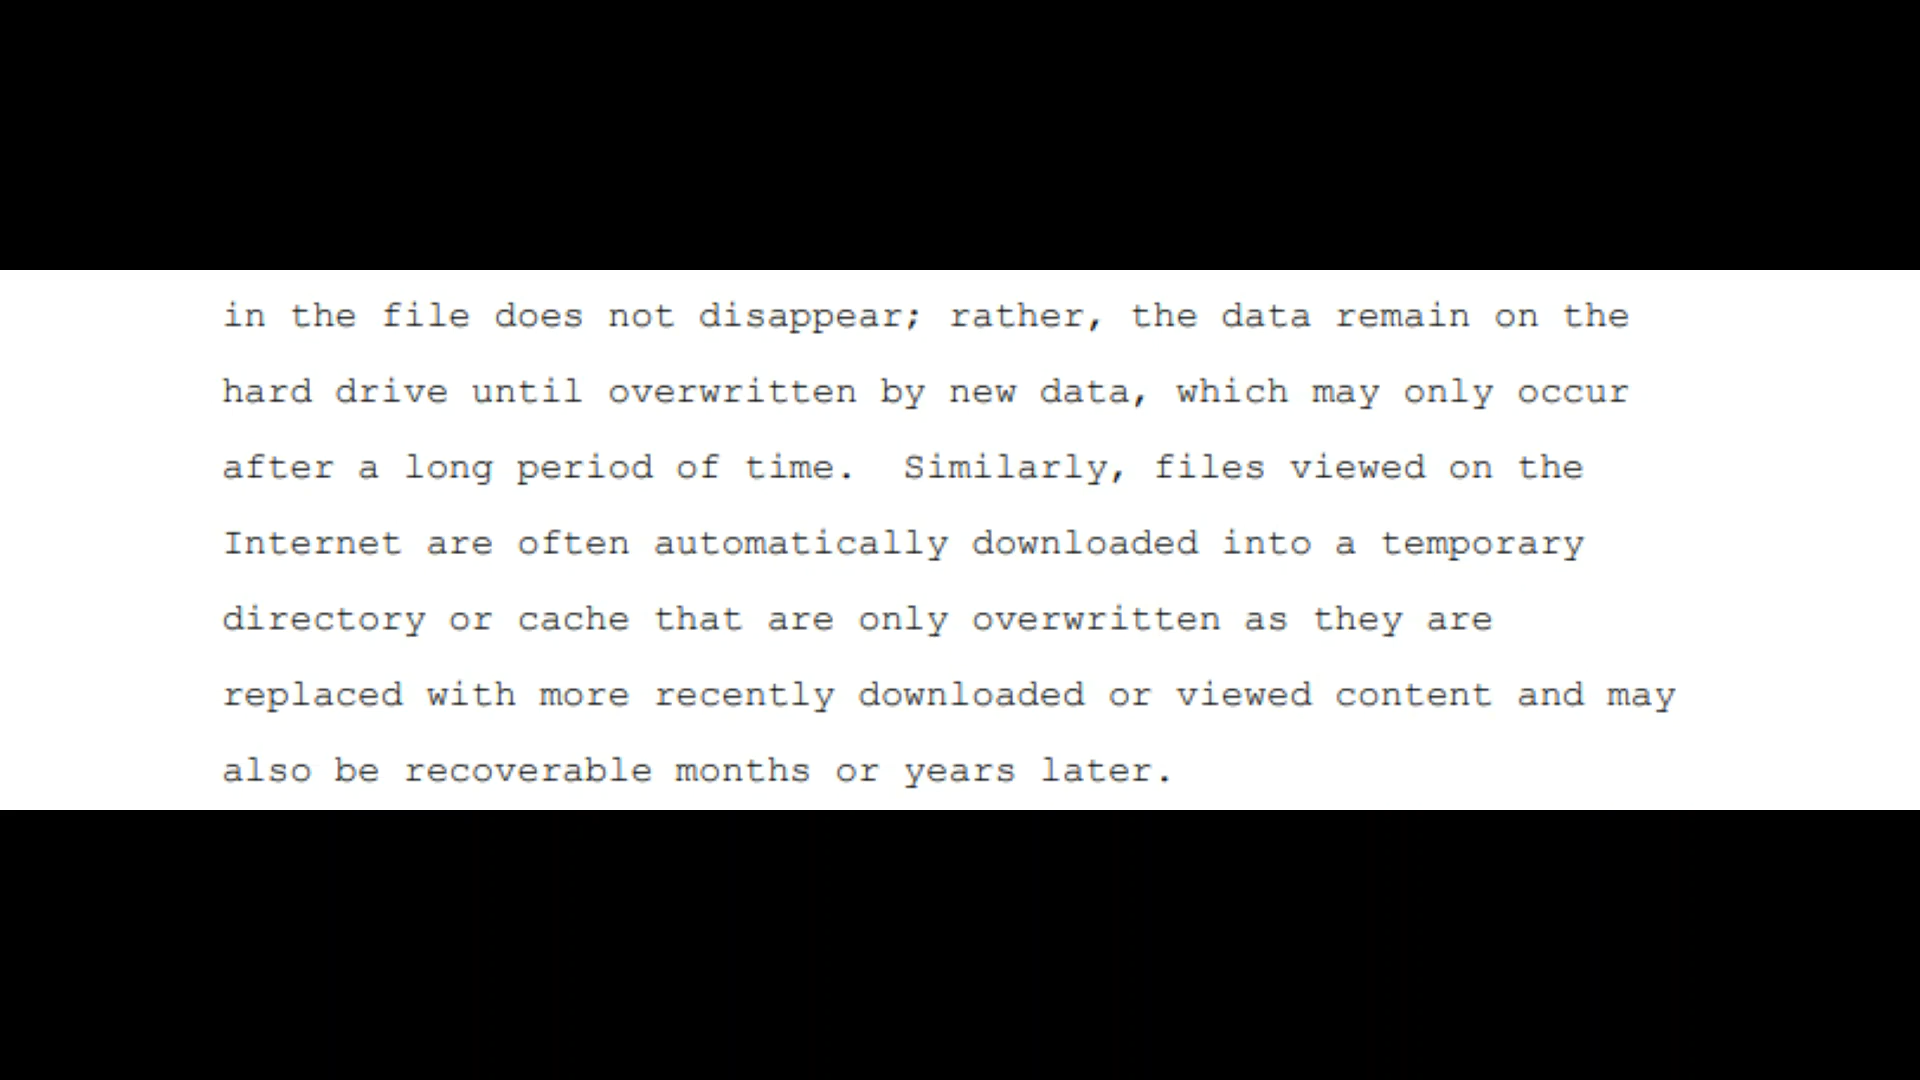 in the file does not disappear; rather, the data remain on the
hard drive until overwritten by new data, which may only occur
after a long period of time.  Similarly, files viewed on the
Internet are often automatically downloaded into a temporary
directory or cache that are only overwritten as they are
replaced with more recently downloaded or viewed content and may
also be recoverable months or years later.